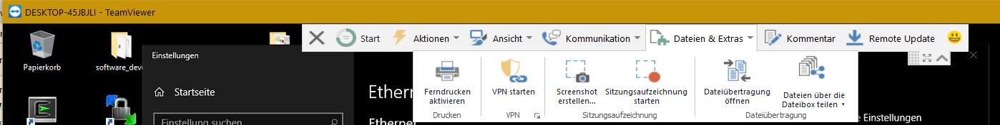 DESKTOP-45JBJLI - TeamViewer
Start
Aktionen
Ansicht
Kommunikation
Dateien & Extras
Kommentar
Remote Update
Papierkorb
software_deve
Einstellungen
Startseite
Einstellung suchen
Ether
Ethernet
Ferndrucken
aktivieren
Drucken
VPN starten
VPN
Screenshot
erstellen...
Sitzungsaufzeichnung
starten
Sitzungsaufzeichnung
Dateiübertragung
öffnen
Dateien über die
Dateibox teilen
Dateiübertragung
e Einstellungen